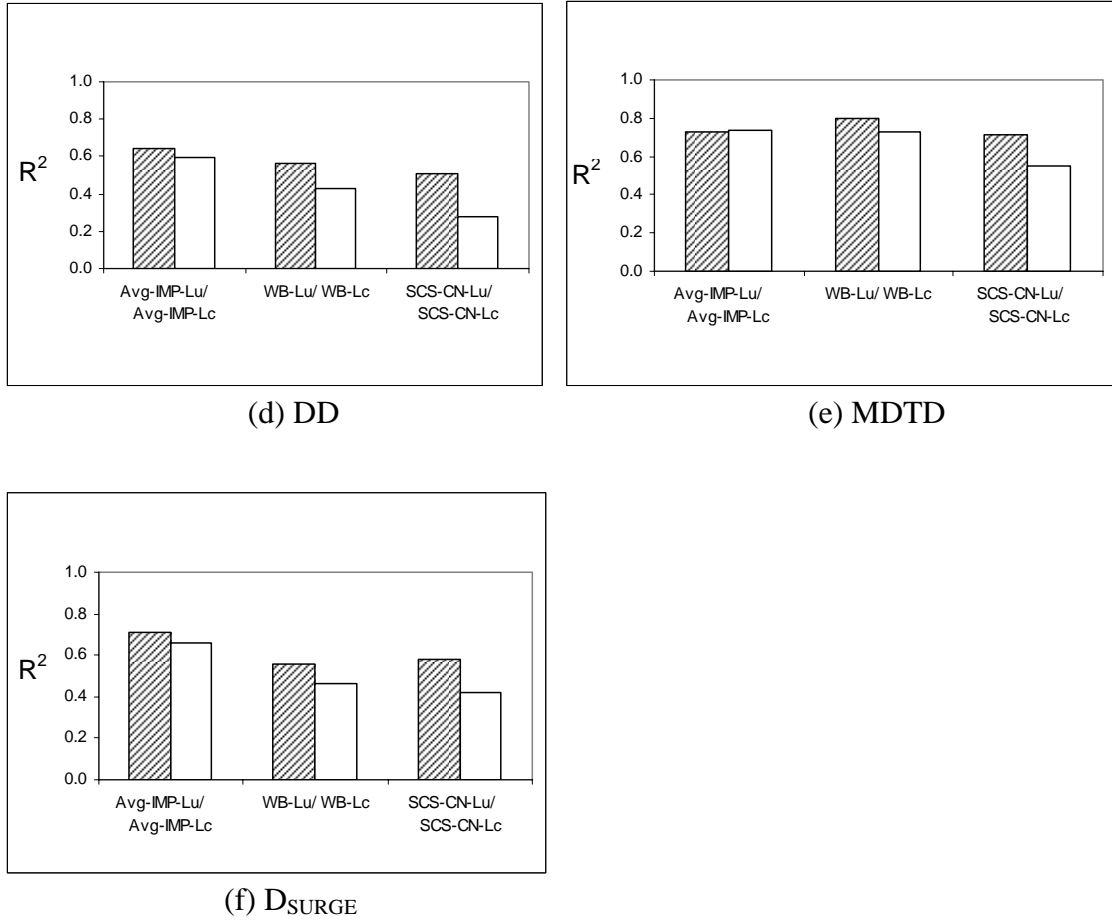 1.0
0.8
0.6
0.4
0.2
0.0
R²
Avg-IMP-Lu/
Avg-IMP-Lc
WB-Lu/ WB-Lc
SCS-CN-Lu/
SCS-CN-Lc
(d) DD
1.0
0.8
0.6
0.4
0.2
0.0
R²
Avg-IMP-Lu/
Avg-IMP-Lc
WB-Lu/ WB-Lc
SCS-CN-Lu/
SCS-CN-Lc
(e) MDTD
1.0
0.8
0.6
0.4
0.2
0.0
R²
Avg-IMP-Lu/
Avg-IMP-Lc
WB-Lu/ WB-Lc
SCS-CN-Lu/
SCS-CN-Lc
(f) DSURGE